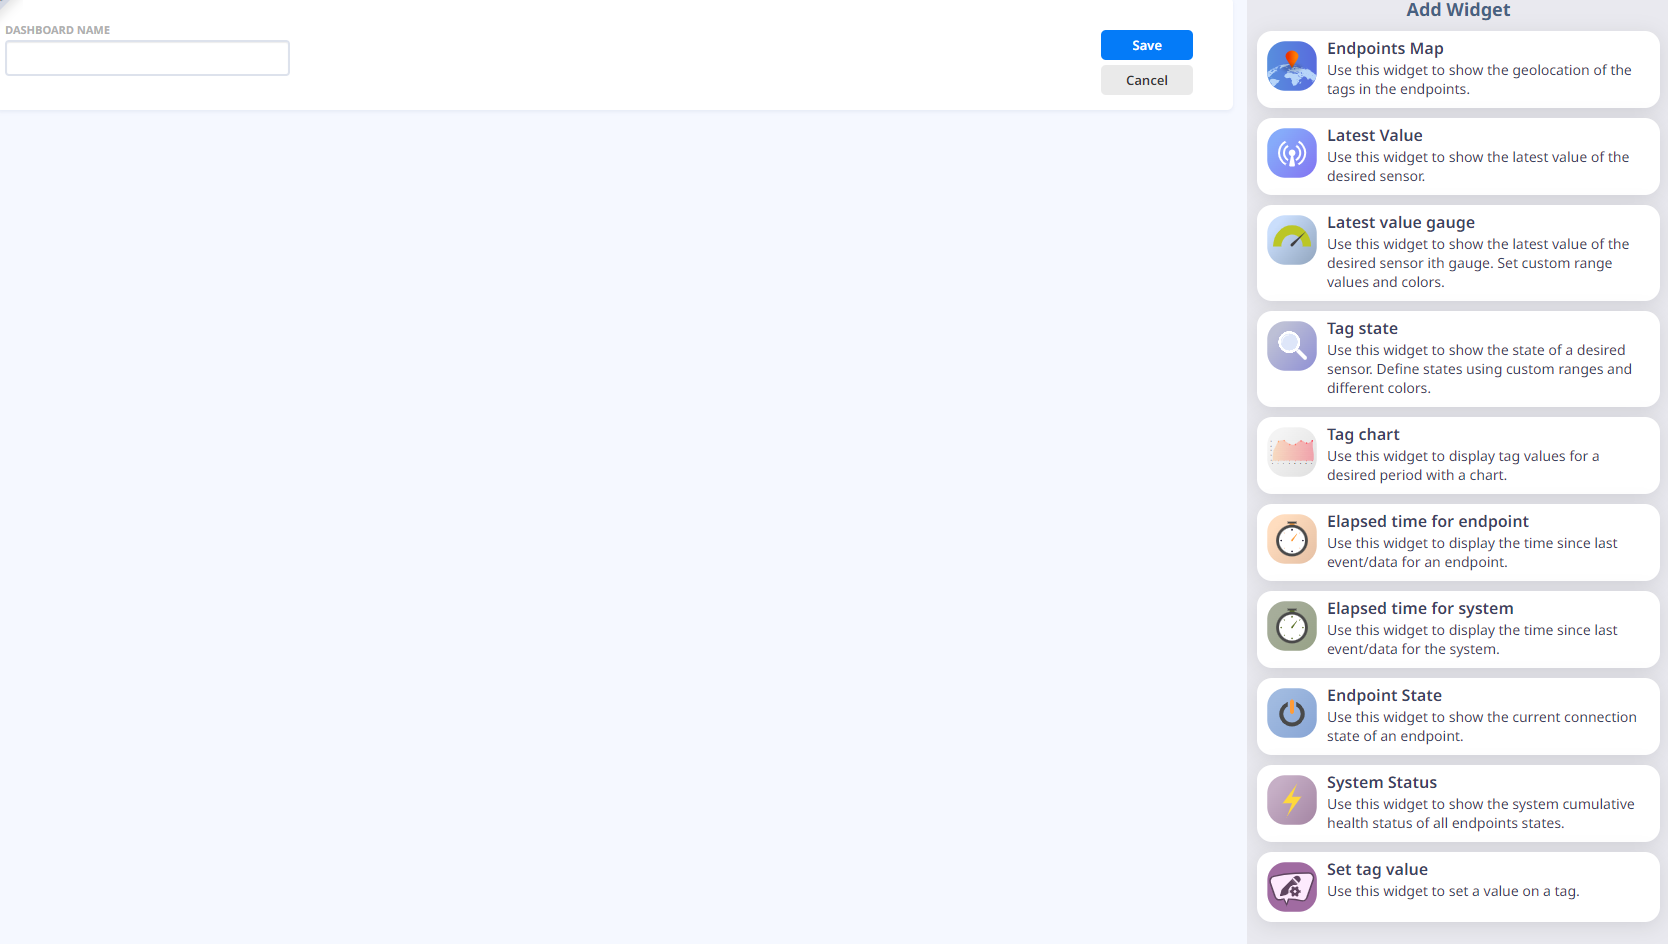 DASHBOARD NAME
Save
Cancel
Add Widget
Endpoints Map
Use this widget to show the geolocation of the
tags in the endpoints.
Latest Value
Use this widget to show the latest value of the
desired sensor.
Latest value gauge
Use this widget to show the latest value of the
desired sensor ith gauge. Set custom range
values and colors.
Tag state
Use this widget to show the state of a desired
sensor. Define states using custom ranges and
different colors.
Tag chart
Use this widget to display tag values for a
desired period with a chart.
Elapsed time for endpoint
Use this widget to display the time since last
event/data for an endpoint.
Elapsed time for system
Use this widget to display the time since last
event/data for the system.
Endpoint State
Use this widget to show the current connection
state of an endpoint.
System Status
Use this widget to show the system cumulative
health status of all endpoints states.
Set tag value
Use this widget to set a value on a tag.